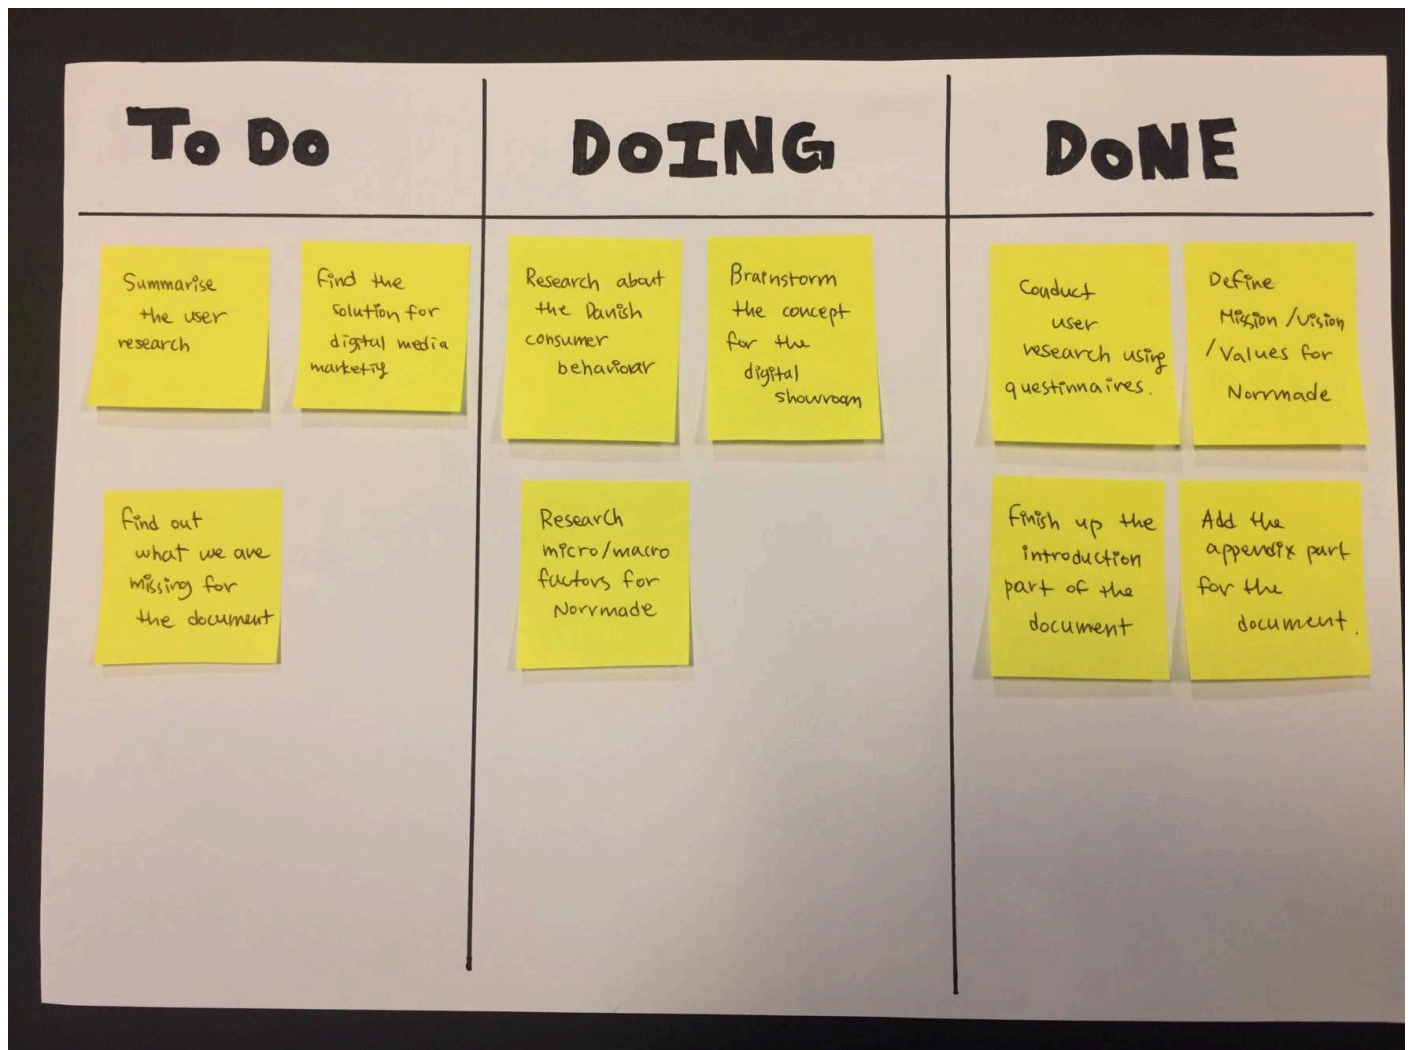 To Do
Summarise
the user
research
Find the
solution for
digital media
marketig
Find out
what we are
missing for
the document
DOING
Research about
the Danish
consumer
behaviour
Brainstorm
the concept
for the
digital
showroom
Research
micro/macro
factors for
Norrmade
DONE
Conduct
user
research using
questinnaires.
Define
Mission/Vision
/Values for
Norrmade
Finish up the
introduction
part of the
document
Add the
appendix part
for the
document.